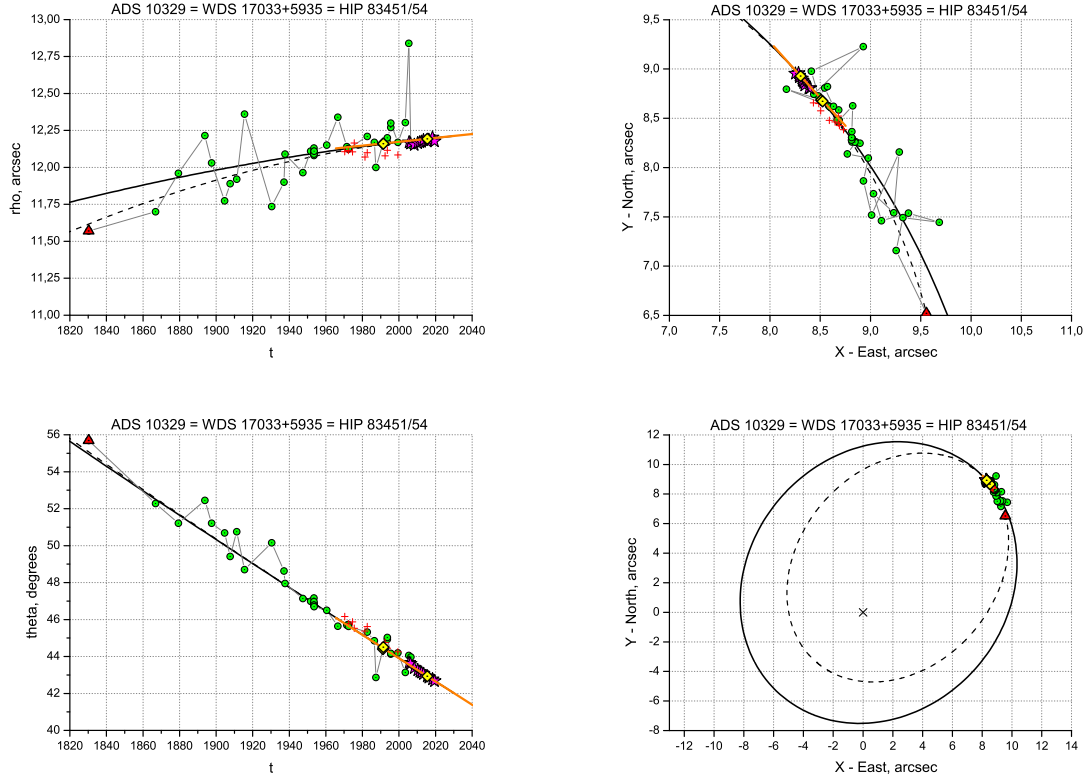 ADS 10329 = WDS 17033+5935 = HIP 83451/54
13,00
12,75
12,50
12,25
12,00
11,75
11,50
11,25
11,00
rho, arcsec
1820 1840 1860 1880 1900 1920 1940 1960 1980 2000 2020 2040
t
ADS 10329 = WDS 17033+5935 = HIP 83451/54
9,5
9,0
8,5
8,0
7,5
7,0
6,5
Y - North, arcsec
7,0 7,5 8,0 8,5 9,0 9,5 10,0 10,5 11,0
X - East, arcsec
ADS 10329 = WDS 17033+5935 = HIP 83451/54
56
54
52
50
48
46
44
42
40
theta, degrees
1820 1840 1860 1880 1900 1920 1940 1960 1980 2000 2020 2040
t
ADS 10329 = WDS 17033+5935 = HIP 83451/54
12
10
8
6
4
2
0
-2
-4
-6
-8
Y - North, arcsec
-12 -10 -8 -6 -4 -2 0 2 4 6 8 10 12 14
X - East, arcsec